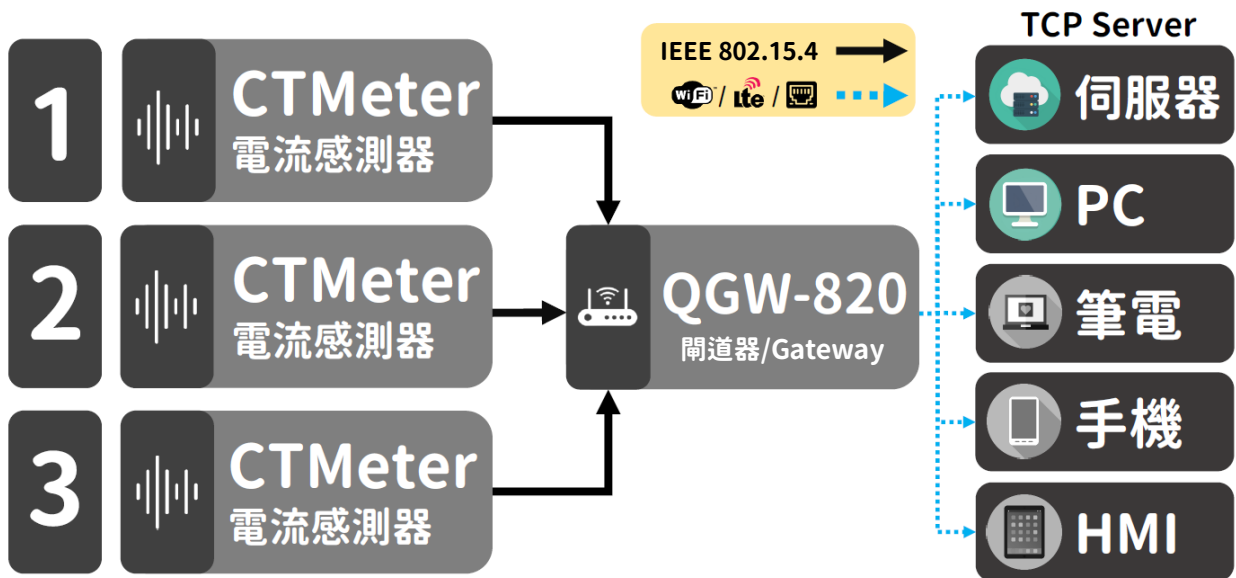 1
CTMeter
電流感測器
2
CTMeter
電流感測器
3
CTMeter
電流感測器
IEEE 802.15.4
WiFi / lte /
QGW-820
閘道器/Gateway
TCP Server
伺服器
PC
筆電
手機
HMI